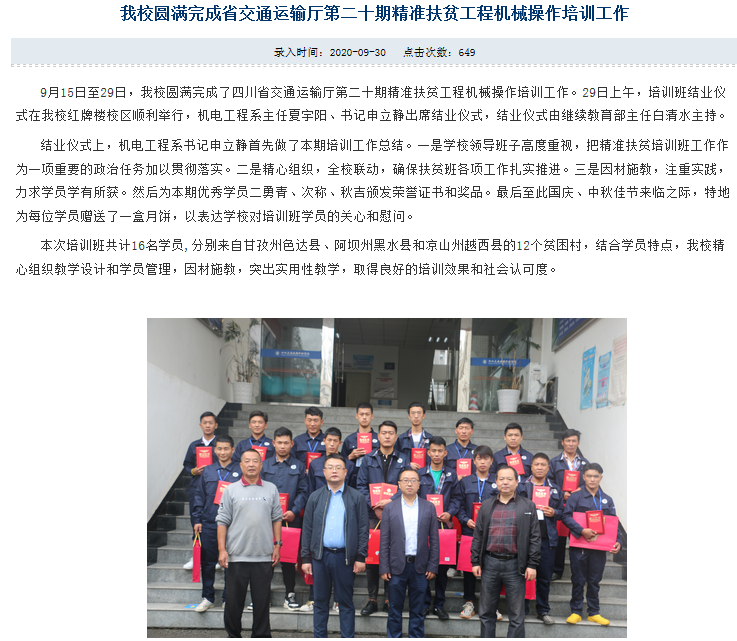 我校圆满完成省交通运输厅第二十期精准扶贫工程机械操作培训工作
录入时间：2020-09-30 点击次数：649
9月15日至29日，我校圆满完成了四川省交通运输厅第二十期精准扶贫工程机械操作培训工作。29日上午，培训班结业仪
式在我校红牌楼校区顺利举行，机电工程系主任夏宇阳、书记申立静出席结业仪式，结业仪式由继续教育部主任白清水主持。
结业仪式上，机电工程系书记申立静首先做了本期培训工作总结。一是学校领导班子高度重视，把精准扶贫培训班工作作
为一项重要的政治任务加以贯彻落实。二是精心组织，全校联动，确保扶贫班各项工作扎实推进。三是因材施教，注重实践，
力求学员学有所获。然后为本期优秀学员二勇青、次称、秋吉颁发荣誉证书和奖品。最后至此国庆、中秋佳节来临之际，特地
为每位学员赠送了一盒月饼，以表达学校对培训班学员的关心和慰问。
本次培训班共计16名学员,分别来自甘孜州色达县、阿坝州黑水县和凉山州越西县的12个贫困村，结合学员特点，我校精
心组织教学设计和学员管理，因材施教，突出实用性教学，取得良好的培训效果和社会认可度。